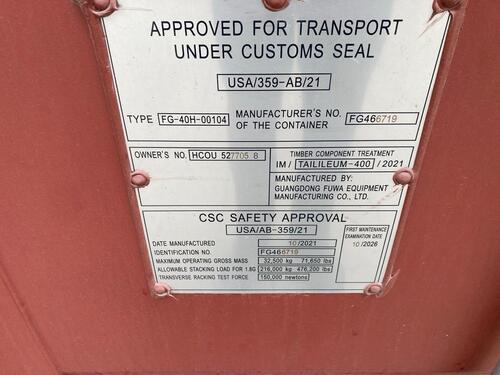 APPROVED FOR TRANSPORT
UNDER CUSTOMS SEAL
USA/359-AB/21
TYPE FG-40H-00104 MANUFACTURER'S NO. OF THE CONTAINER FG466719
OWNER'S NO. HCOU 527705 8
TIMBER COMPONENT TREATMENT
IM / TAILILEUM-400 / 2021
MANUFACTURED BY:
GUANGDONG FUWA EQUIPMENT
MANUFACTURING CO., LTD.
CSC SAFETY APPROVAL
USA/AB-359/21
DATE MANUFACTURED 10/2021
IDENTIFICATION NO. FG466719
MAXIMUM OPERATING GROSS MASS 32,500 kg 71,650 lbs
ALLOWABLE STACKING LOAD FOR 1.8G 216,000 kg 476,200 lbs
TRANSVERSE RACKING TEST FORCE 150,000 newtons
FIRST MAINTENANCE
EXAMINATION DATE
10/2026